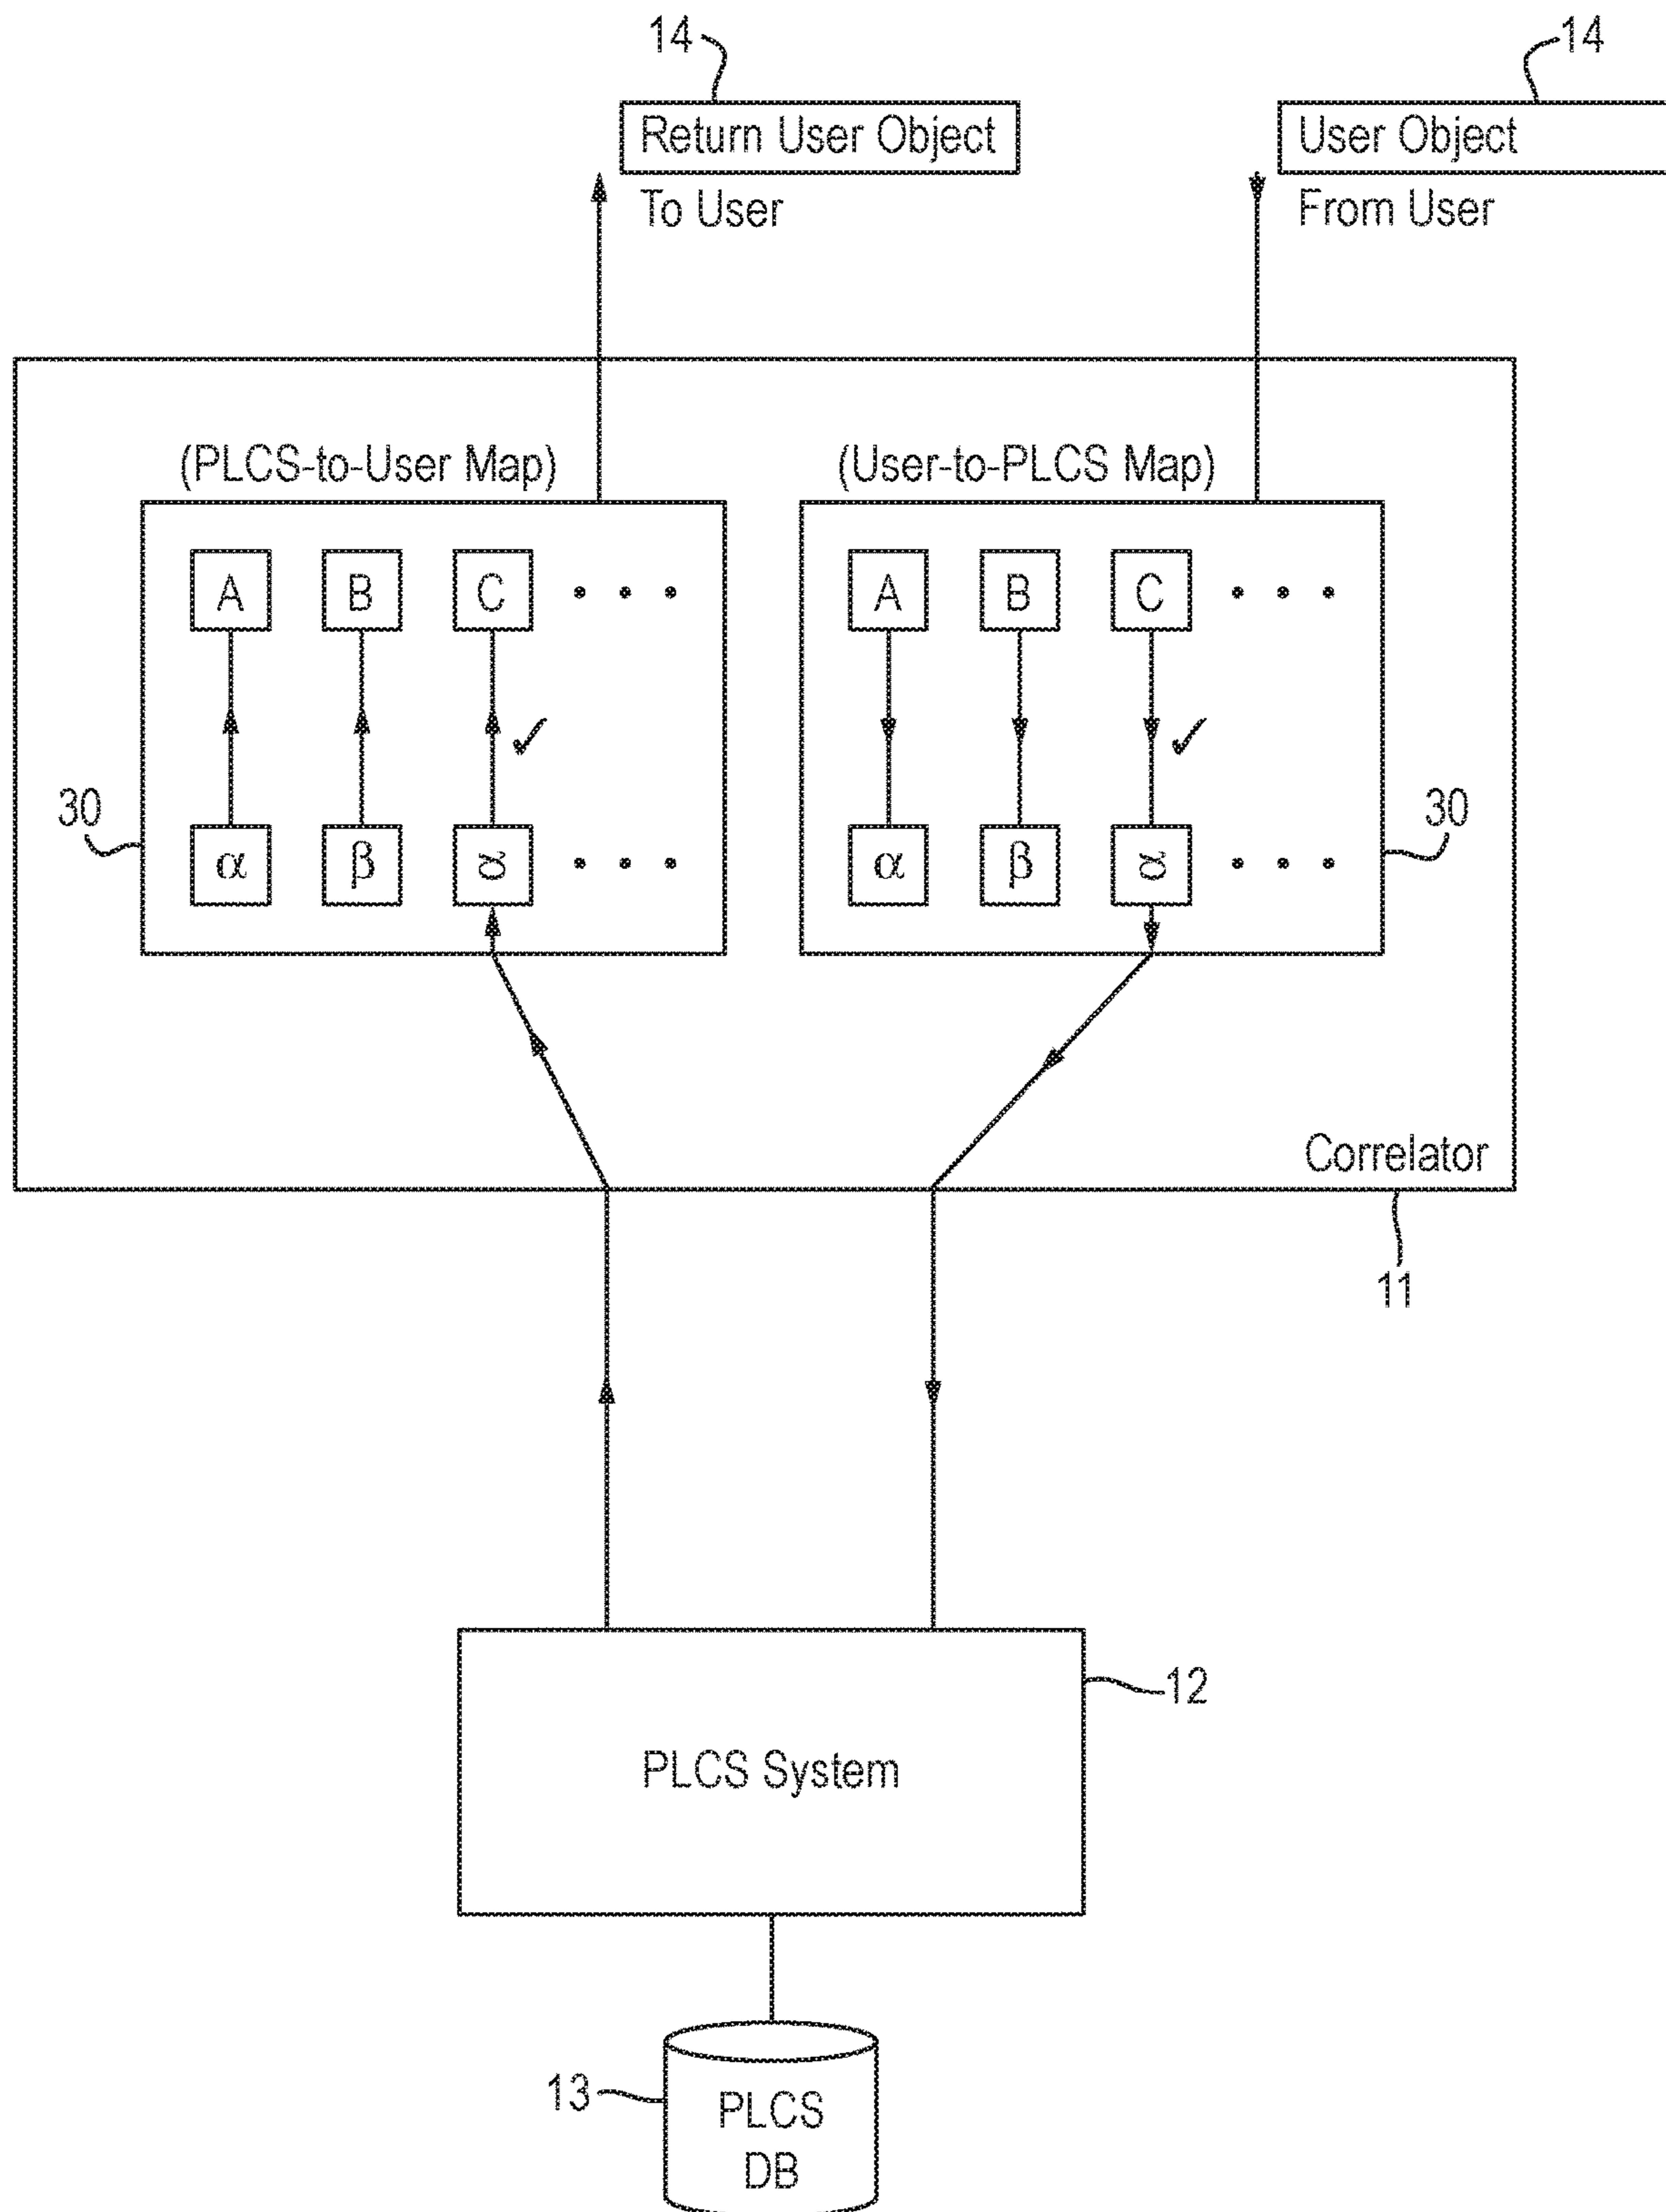 14
14
Return User Object
User Object
To User
From User
(PLCS-to-User Map)
(User-to-PLCS Map)
A B C • • •
A B C • • •
✓
✓
30
30
α β α • • •
α β α • • •
Correlator
11
PLCS System
12
13
PLCS
DB